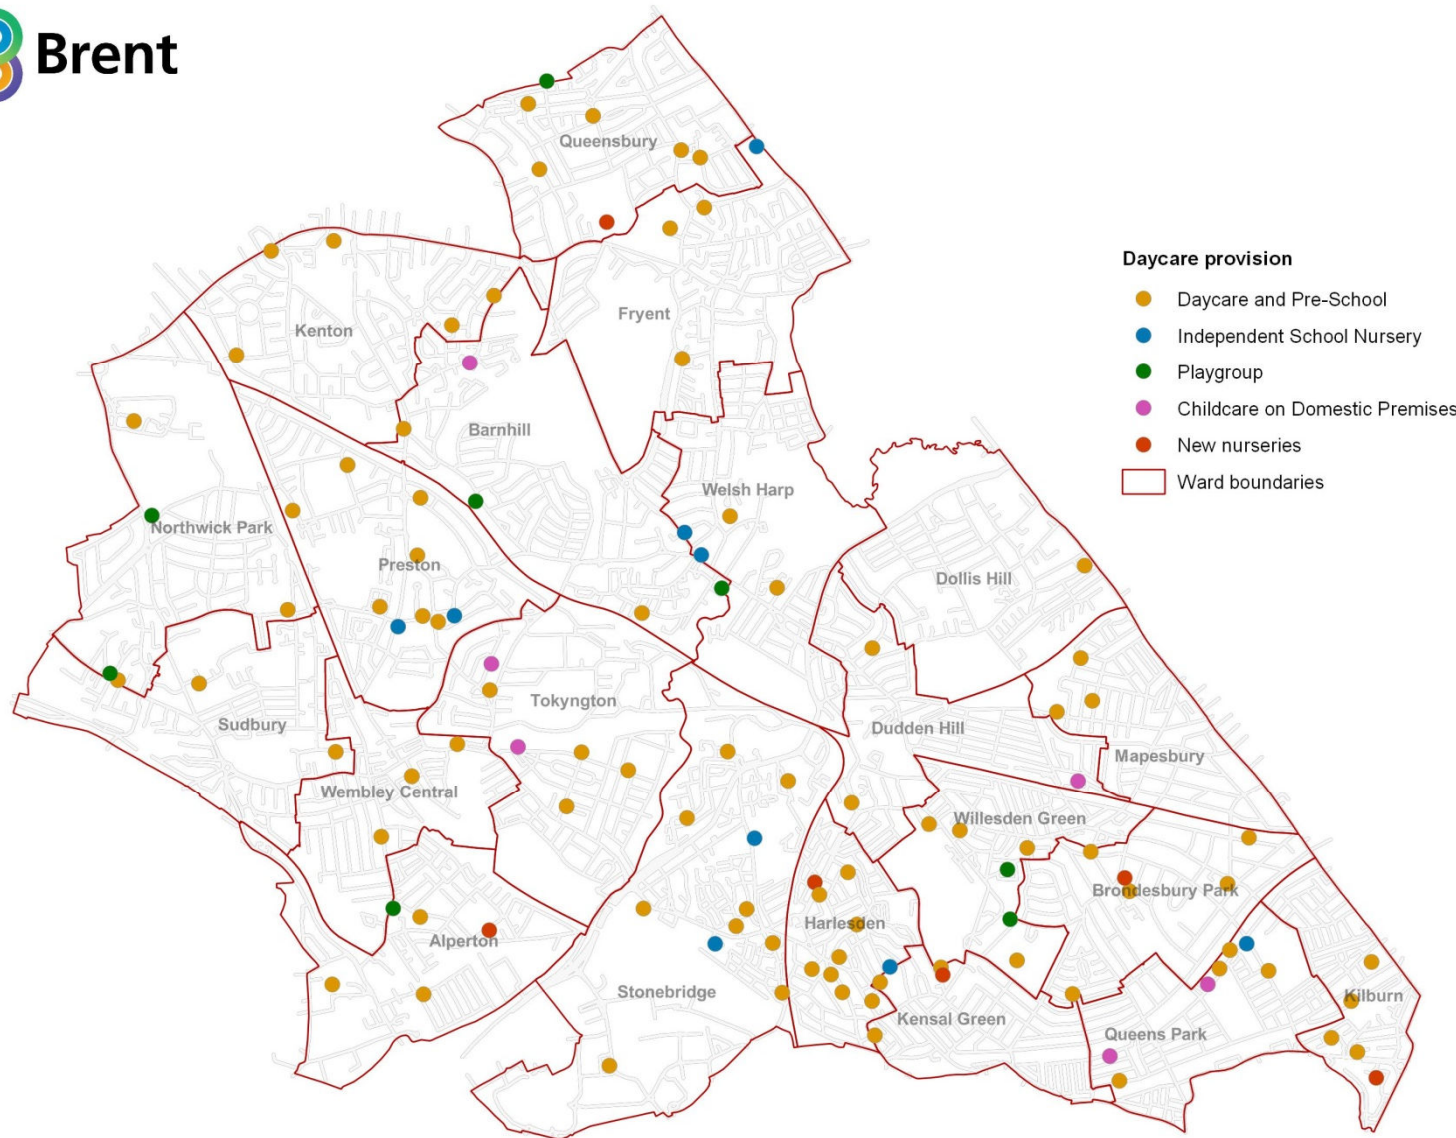 Brent
Queensbury
Daycare provision
Daycare and Pre-School
Fryent
Kenton
Independent School Nursery
Playgroup
Childcare on Domestic Premises
Barnhill
New nurseries
Ward boundaries
Welsh Harp
Northwick Park
Preston
Dollis Hill
Tokyngton
Sudbury
Dudden Hill
Mapesbury
Wembley Central
Willesden Green
Brondesbury Park
Harlesden
Alperton
Stonebridge
Kilburn
Kensal Green
Queens Park